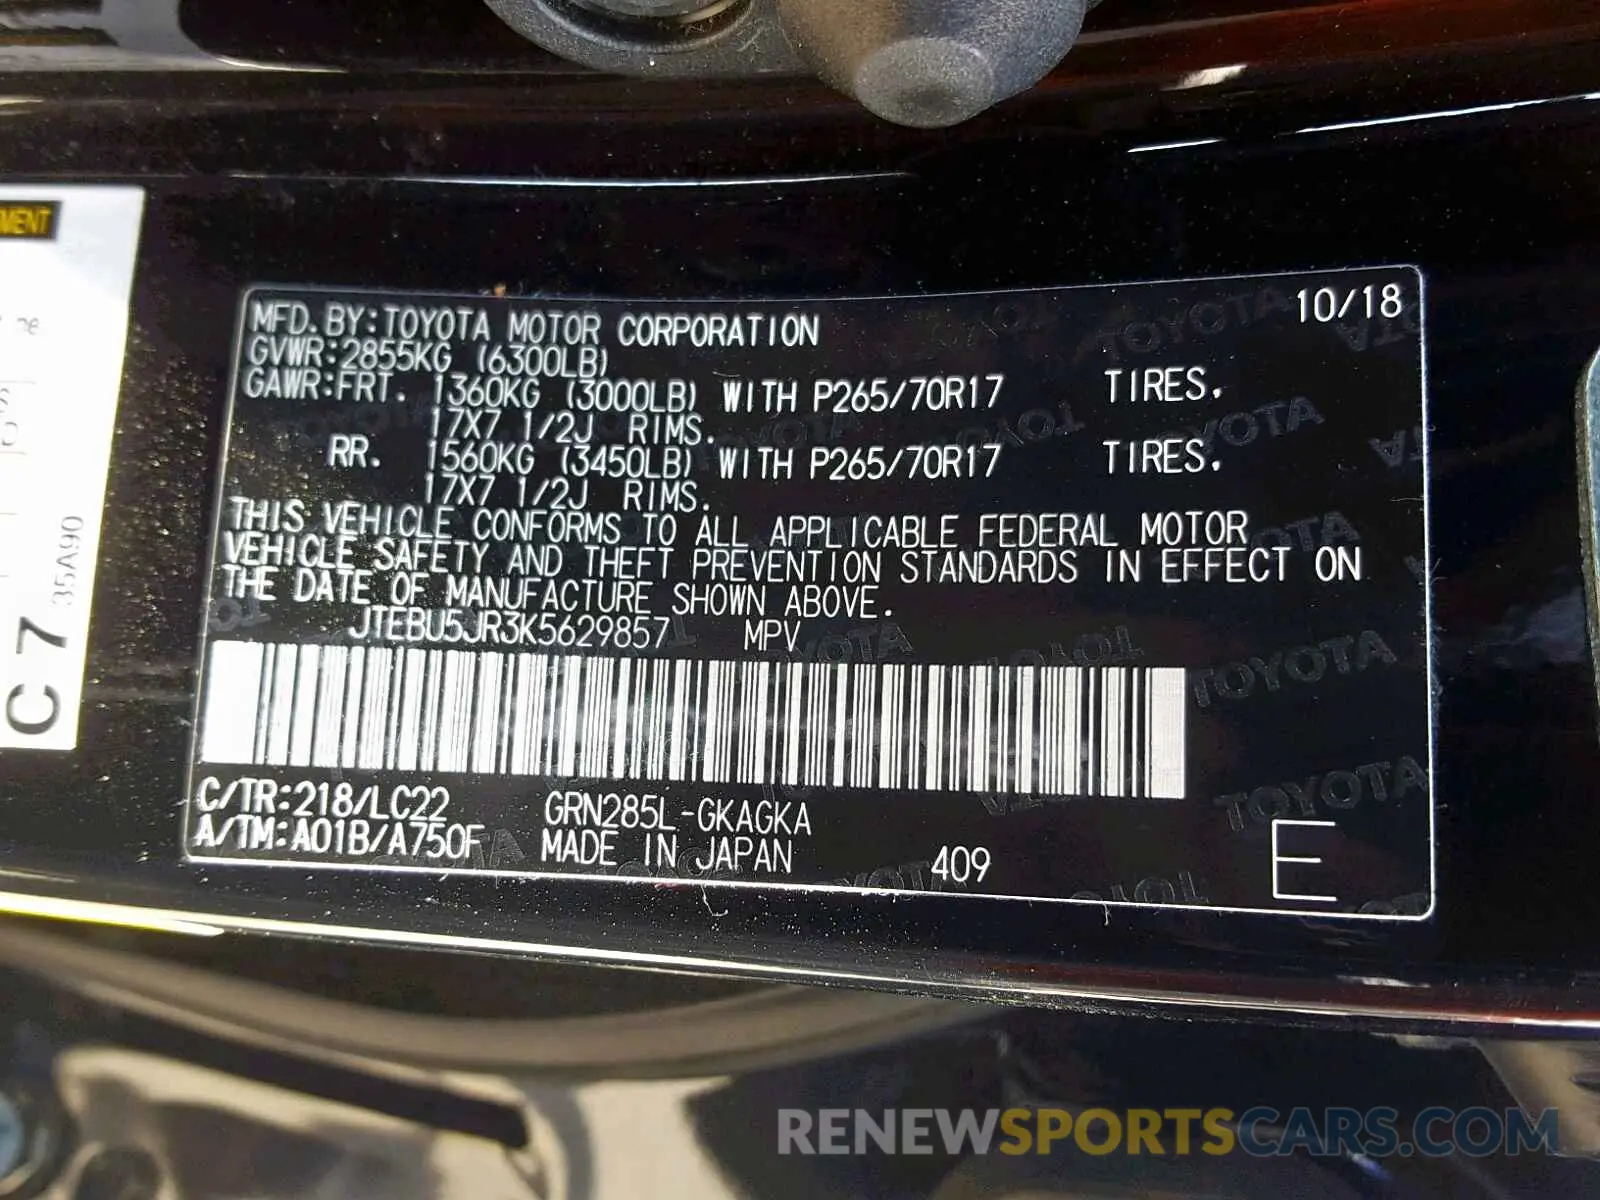 MFD. BY:TOYOTA MOTOR CORPORATION 10/18
GVWR:2855KG (6300LB)
GAWR:FRT. 1360KG (3000LB) WITH P265/70R17 TIRES.
17X7 1/2J RIMS.
RR. 1560KG (3450LB) WITH P265/70R17 TIRES.
17X7 1/2J RIMS.
THIS VEHICLE CONFORMS TO ALL APPLICABLE FEDERAL MOTOR
VEHICLE SAFETY AND THEFT PREVENTION STANDARDS IN EFFECT ON
THE DATE OF MANUFACTURE SHOWN ABOVE.
JTEBU5JR3K5629857 MPV
C/TR:218/LC22 GRN285L-GKAGKA
A/TM:A01B/A750F MADE IN JAPAN 409 E
C 7 35A90
RENEWSPORTSCARS.COM